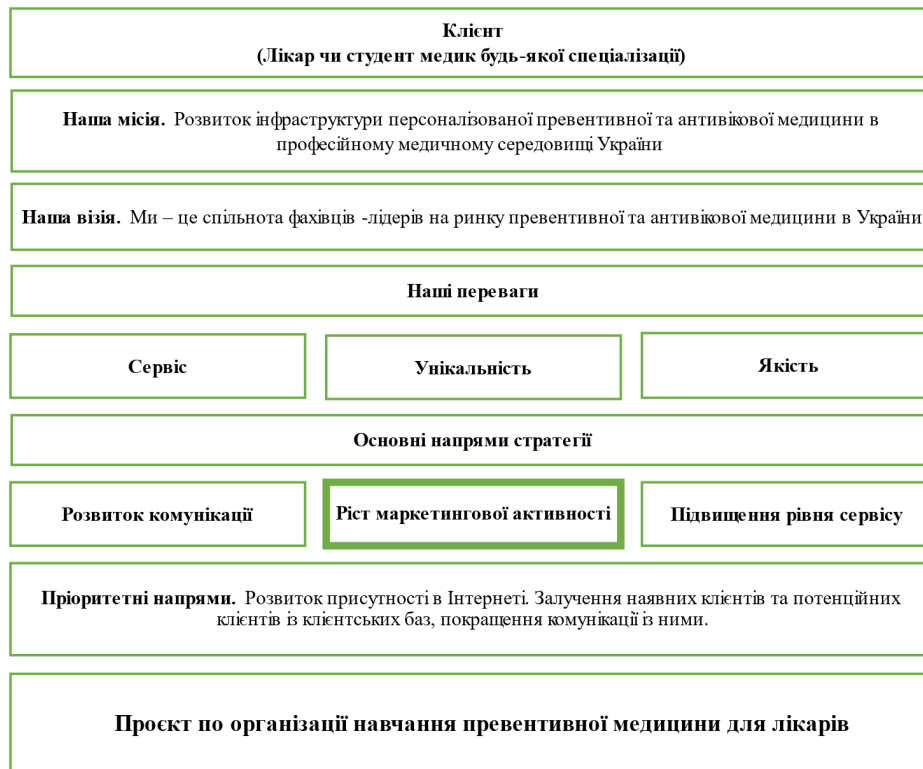 Клієнт
(Лікар чи студент медик будь-якої спеціалізації)
Наша місія. Розвиток інфраструктури персоналізованої превентивної та антивікової медицини в
професійному медичному середовищі України
Наша візія. Ми – це спільнота фахівців -лідерів на ринку превентивної та антивікової медицини в Україні
Наші переваги
Сервіс
Унікальність
Якість
Основні напрями стратегії
Розвиток комунікації
Ріст маркетингової активності
Підвищення рівня сервісу
Пріоритетні напрями. Розвиток присутності в Інтернеті. Залучення наявних клієнтів та потенційних
клієнтів із клієнтських баз, покращення комунікації із ними.
Проєкт по організації навчання превентивної медицини для лікарів